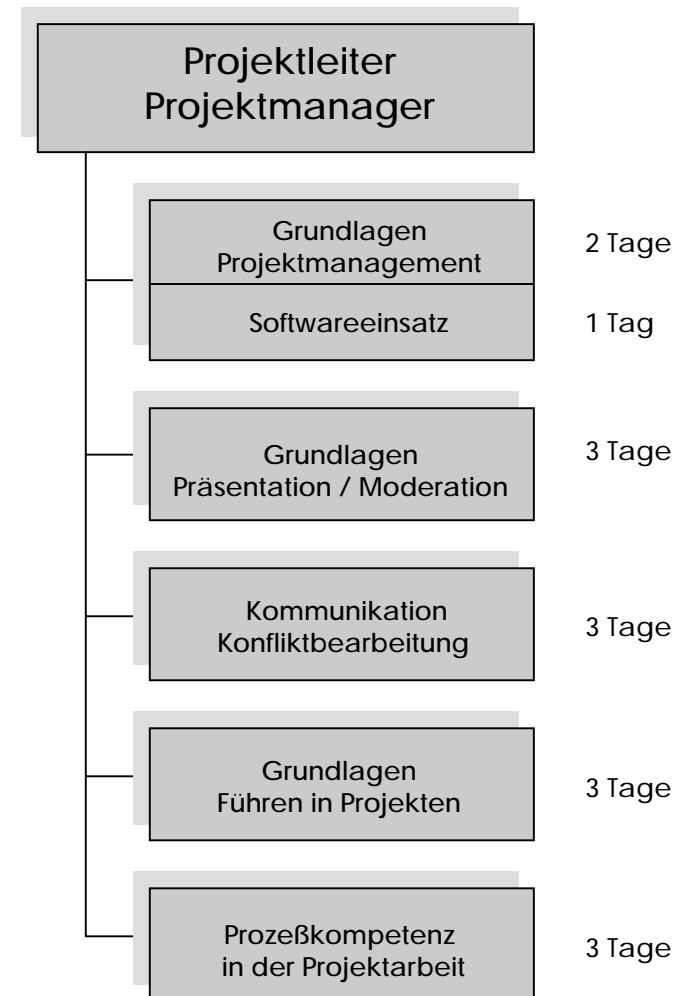 Projektleiter
Projektmanager
Grundlagen
Projektmanagement
2 Tage
Softwareeinsatz
1 Tag
Grundlagen
Präsentation / Moderation
3 Tage
Kommunikation
Konfliktbearbeitung
3 Tage
Grundlagen
Führen in Projekten
3 Tage
Prozeßkompetenz
in der Projektarbeit
3 Tage